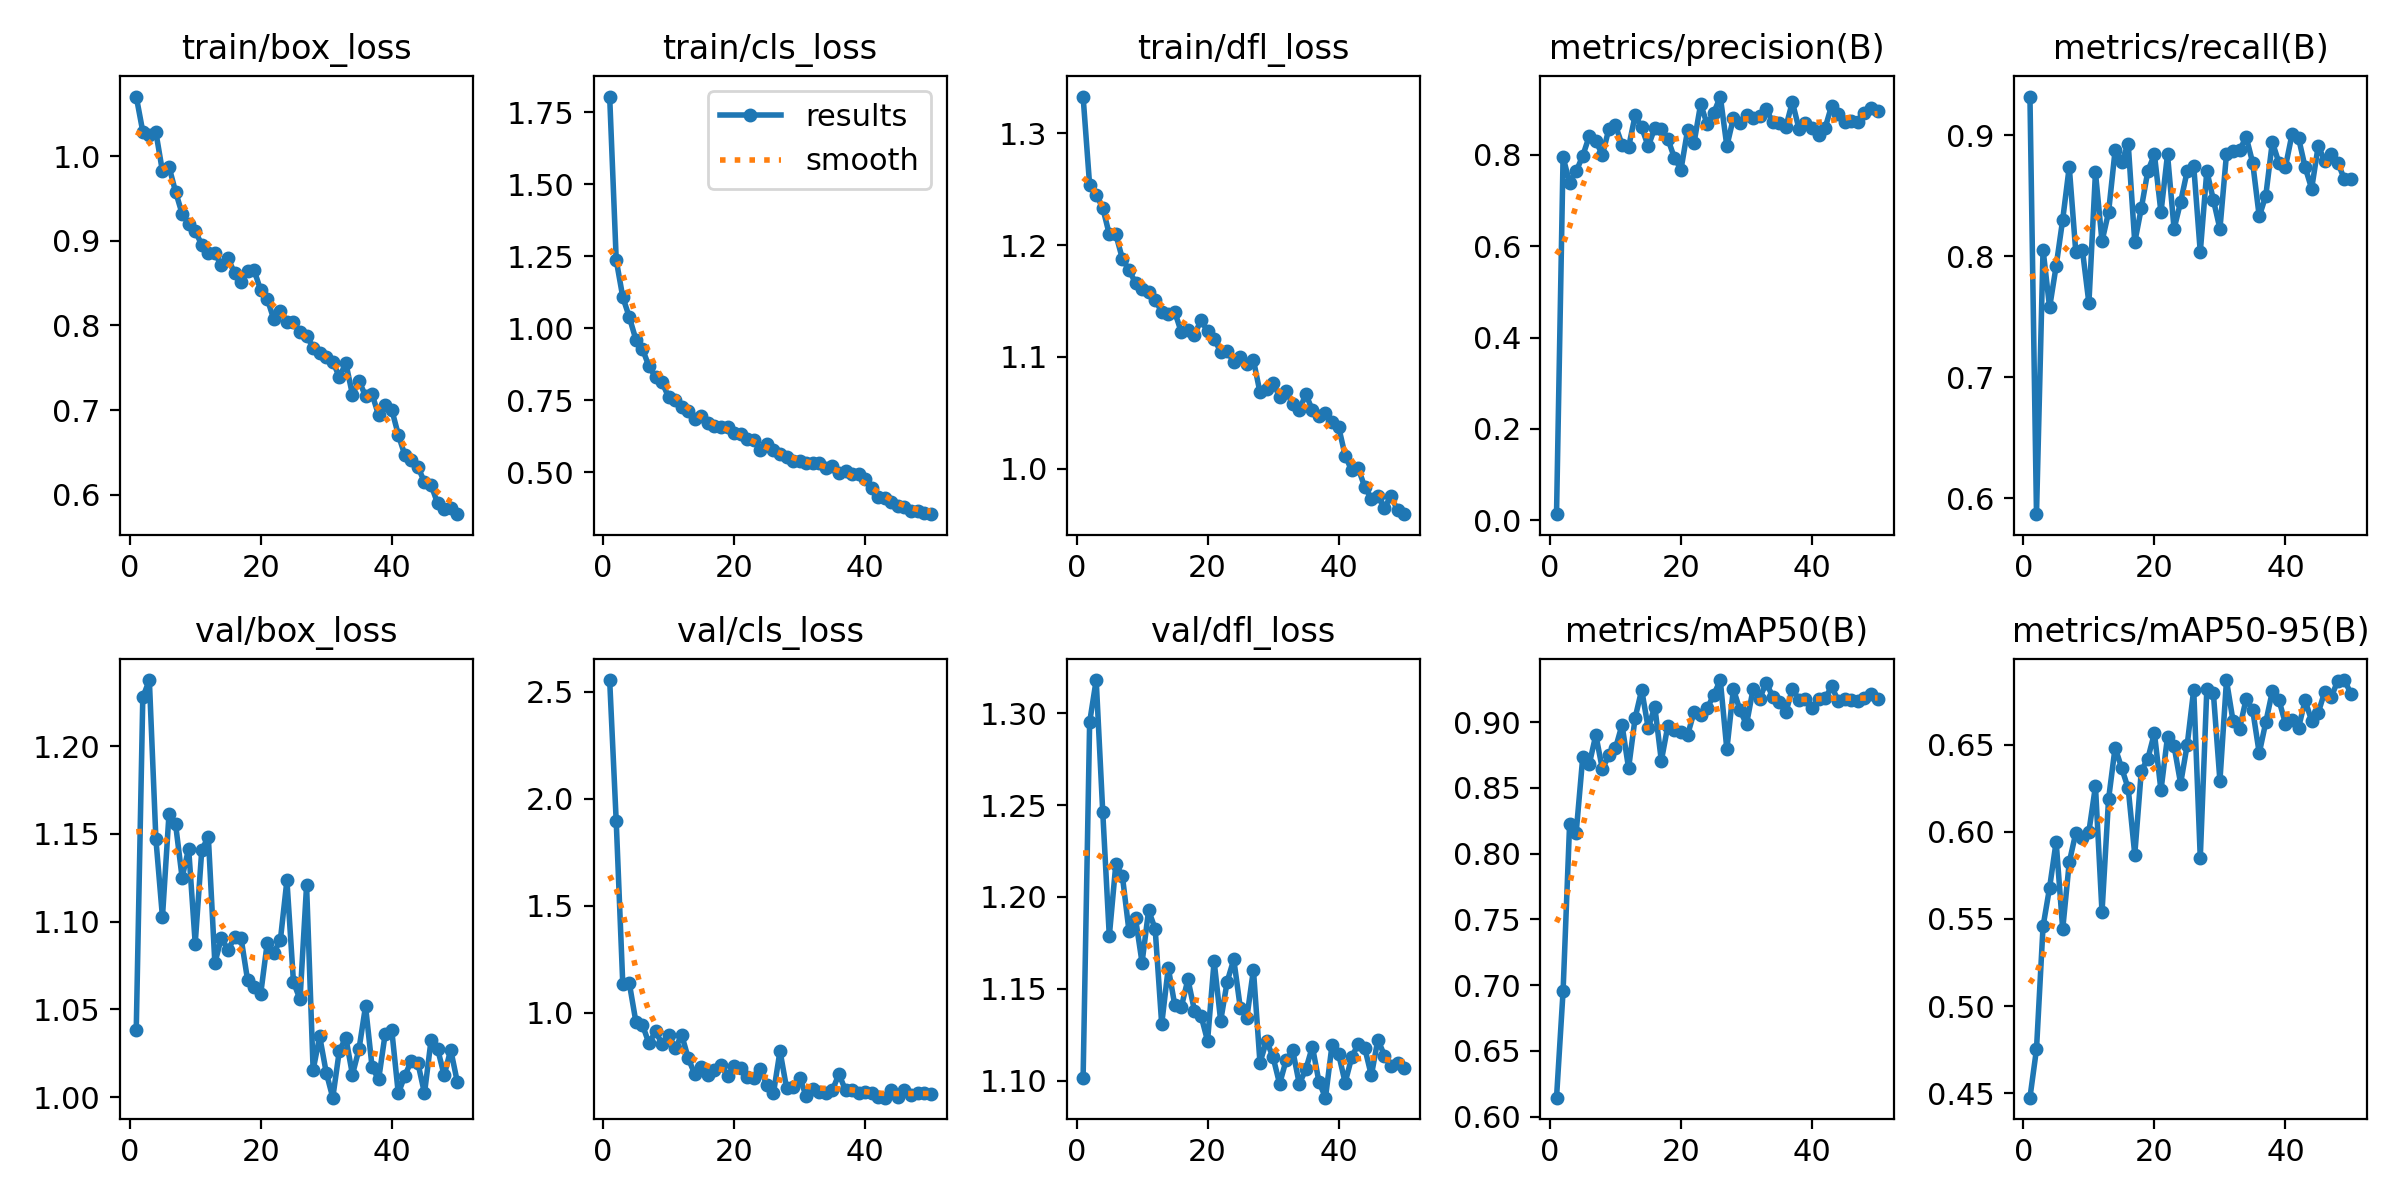 train/box_loss
train/cls_loss
train/dfl_loss
metrics/precision(B)
metrics/recall(B)
1.0
0.9
0.8
0.7
0.6
0 20 40
1.75
1.50
1.25
1.00
0.75
0.50
0 20 40
results
smooth
1.3
1.2
1.1
1.0
0 20 40
0.8
0.6
0.4
0.2
0.0
0 20 40
0.9
0.8
0.7
0.6
0 20 40
val/box_loss
val/cls_loss
val/dfl_loss
metrics/mAP50(B)
metrics/mAP50-95(B)
1.20
1.15
1.10
1.05
1.00
0 20 40
2.5
2.0
1.5
1.0
0 20 40
1.30
1.25
1.20
1.15
1.10
0 20 40
0.90
0.85
0.80
0.75
0.70
0.65
0.60
0 20 40
0.65
0.60
0.55
0.50
0.45
0 20 40